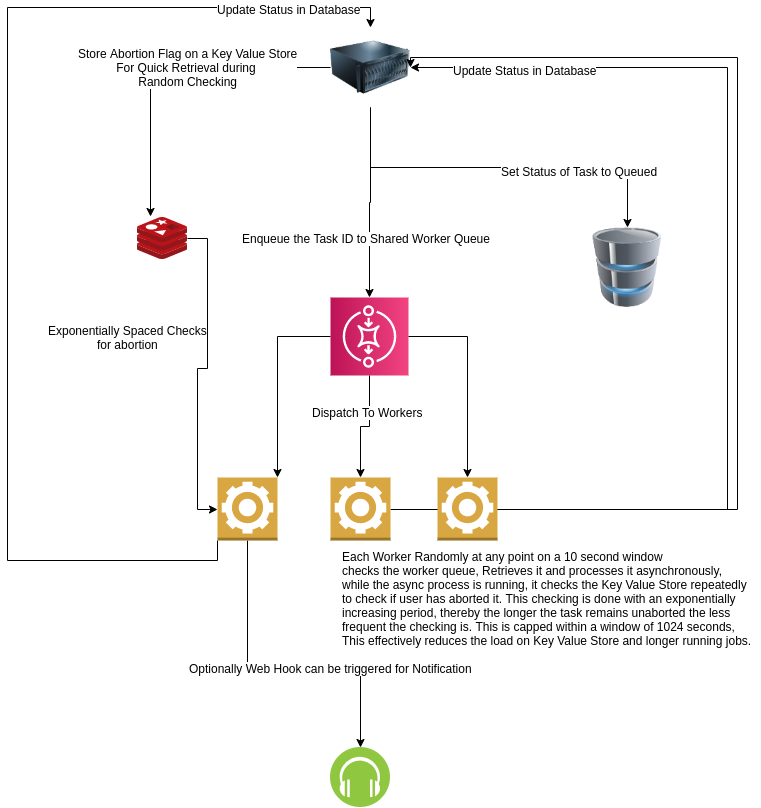 Update Status in Database
Store Abortion Flag on a Key Value Store
For Quick Retrieval during
Random Checking
Update Status in Database
Set Status of Task to Queued
Enqueue the Task ID to Shared Worker Queue
Exponentially Spaced Checks
for abortion
Dispatch To Workers
Each Worker Randomly at any point on a 10 second window
checks the worker queue, Retrieves it and processes it asynchronously,
while the async process is running, it checks the Key Value Store repeatedly
to check if user has aborted it. This checking is done with an exponentially
increasing period, thereby the longer the task remains unaborted the less
frequent the checking is. This is capped within a window of 1024 seconds,
This effectively reduces the load on Key Value Store and longer running jobs.
Optionally Web Hook can be triggered for Notification